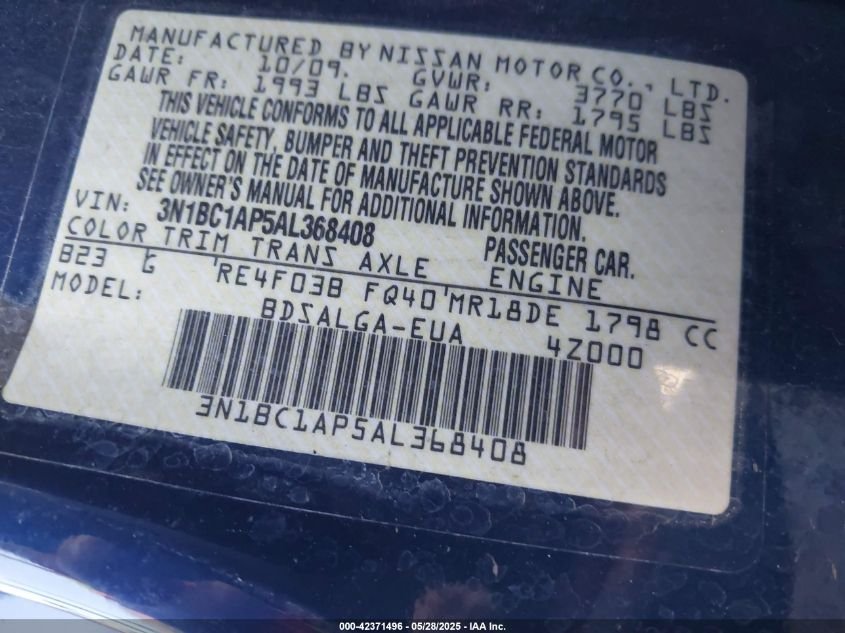 MANUFACTURED BY NISSAN MOTOR CO., LTD.
DATE: 10/09. GVWR: 3770 LBS
GAWR FR: 1993 LBS GAWR RR: 1795 LBS
THIS VEHICLE CONFORMS TO ALL APPLICABLE FEDERAL MOTOR
VEHICLE SAFETY, BUMPER AND THEFT PREVENTION STANDARDS
IN EFFECT ON THE DATE OF MANUFACTURE SHOWN ABOVE.
SEE OWNER'S MANUAL FOR ADDITIONAL INFORMATION.
VIN: 3N1BC1AP5AL368408 PASSENGER CAR.
COLOR TRIM TRANS AXLE ENGINE
B23 G RE4F03B FQ40 MR18DE 1798 CC
MODEL: BDSALGA-EUA 4Z000
3N1BC1AP5AL368408
000-42371496 - 05/28/2025 - IAA Inc.